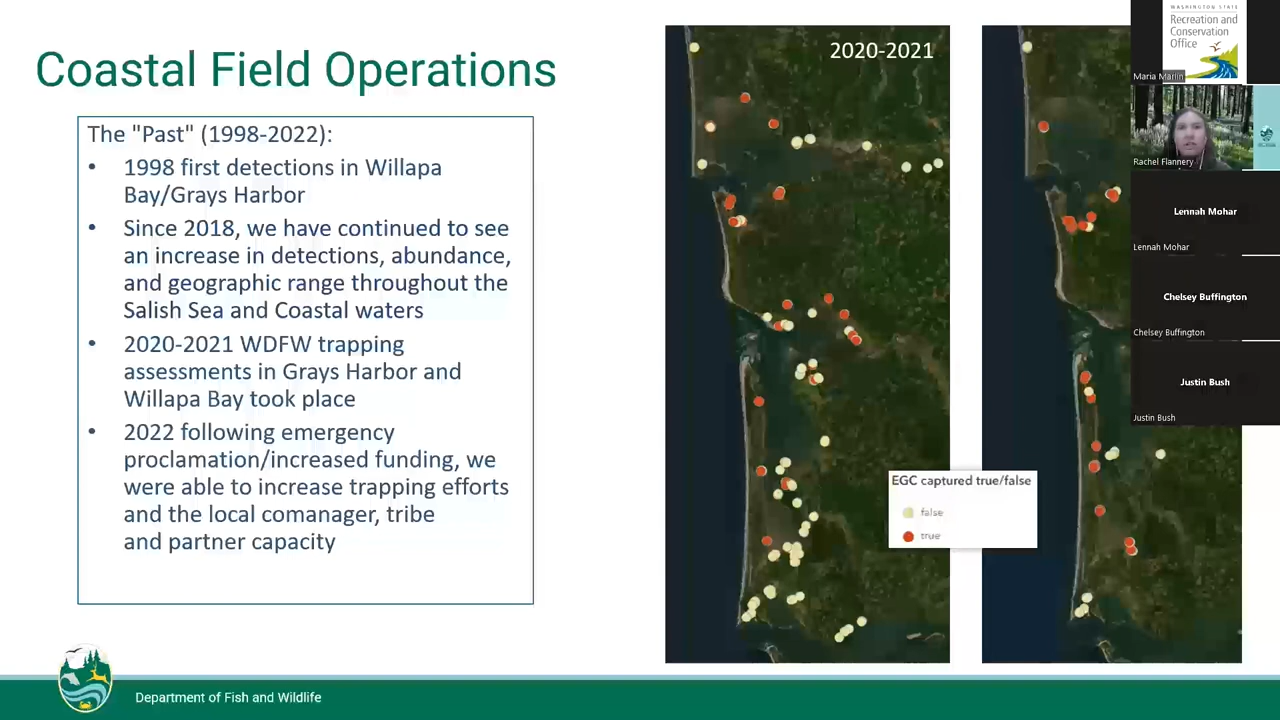 Coastal Field Operations
The "Past" (1998-2022):
• 1998 first detections in Willapa
Bay/Grays Harbor
• Since 2018, we have continued to see
an increase in detections, abundance,
and geographic range throughout the
Salish Sea and Coastal waters
• 2020-2021 WDFW trapping
assessments in Grays Harbor and
Willapa Bay took place
• 2022 following emergency
proclamation/increased funding, we
were able to increase trapping efforts
and the local comanager, tribe
and partner capacity
2020-2021
EGC captured true/false
false
true
WASHINGTON STATE
Recreation and
Conservation
Office
Maria Marlin
Rachel Flannery
Lennah Mohar
Lennah Mohar
Chelsey Buffington
Chelsey Buffington
Justin Bush
Justin Bush
Department of Fish and Wildlife